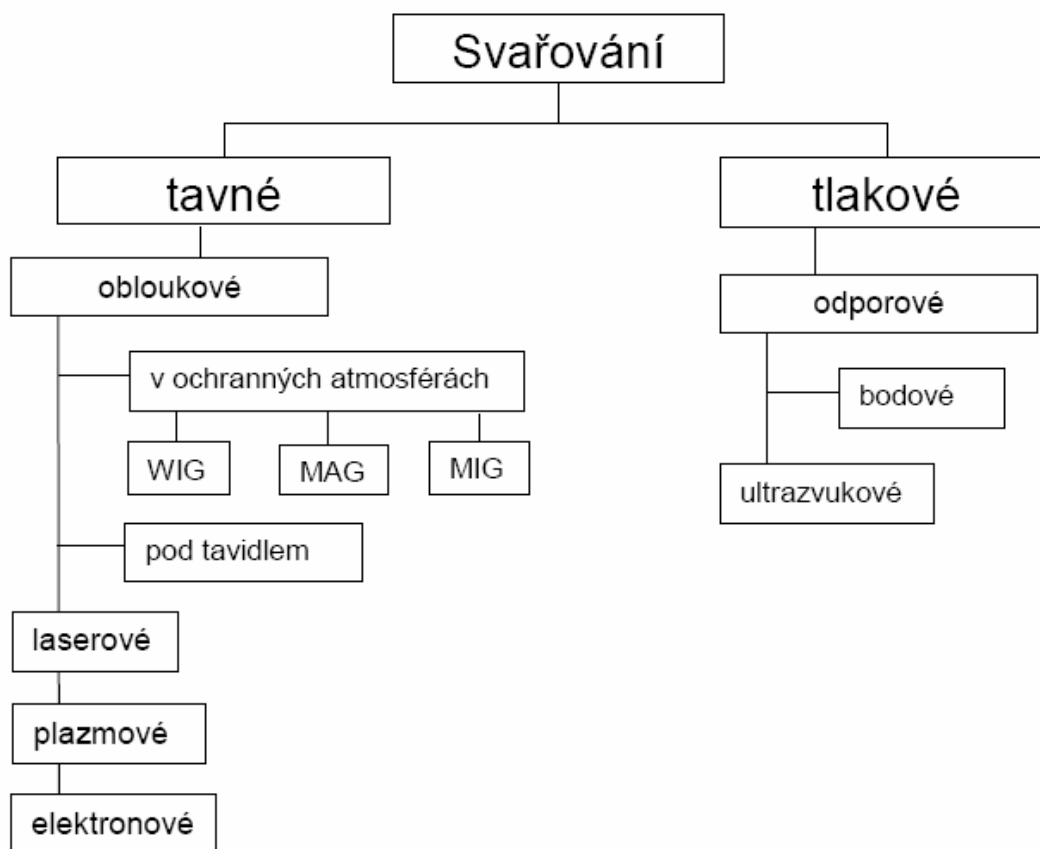 Svařování
tavné
tlakové
obloukové
odporové
v ochranných atmosférách
bodové
WIG
MAG
MIG
ultrazvukové
pod tavidlem
laserové
plazmové
elektronové